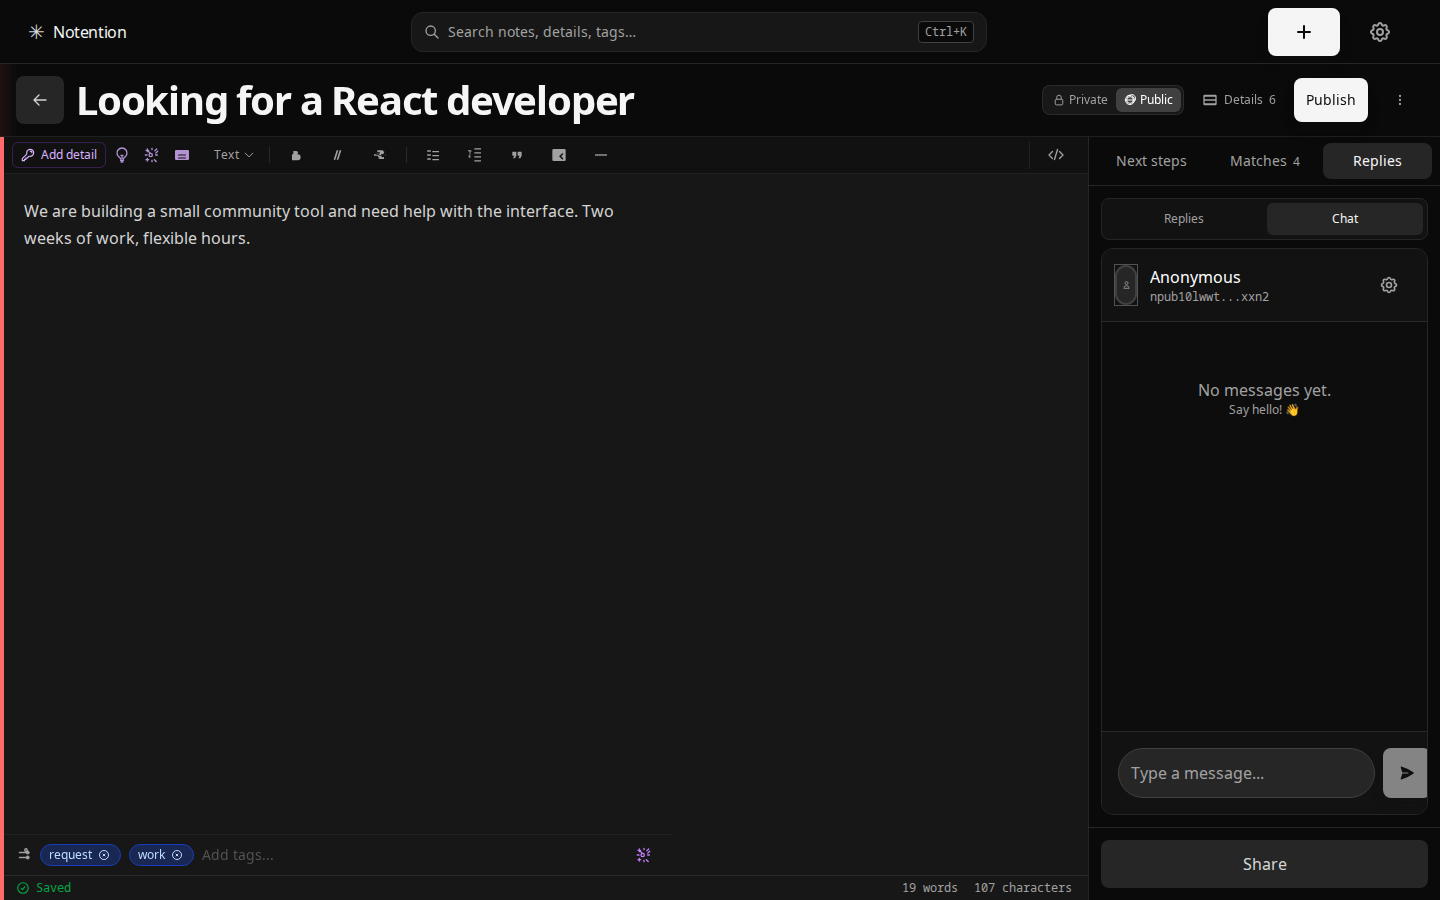 Notention
Search notes, details, tags...
Ctrl+K
Looking for a React developer
Private
Public
Details 6
Publish
Add detail
Text
Next steps
Matches 4
Replies
We are building a small community tool and need help with the interface. Two
weeks of work, flexible hours.
Replies
Chat
Anonymous
npub10lwwt...xxn2
No messages yet.
Say hello! 👋
Type a message...
request
work
Add tags...
Share
Saved
19 words
107 characters